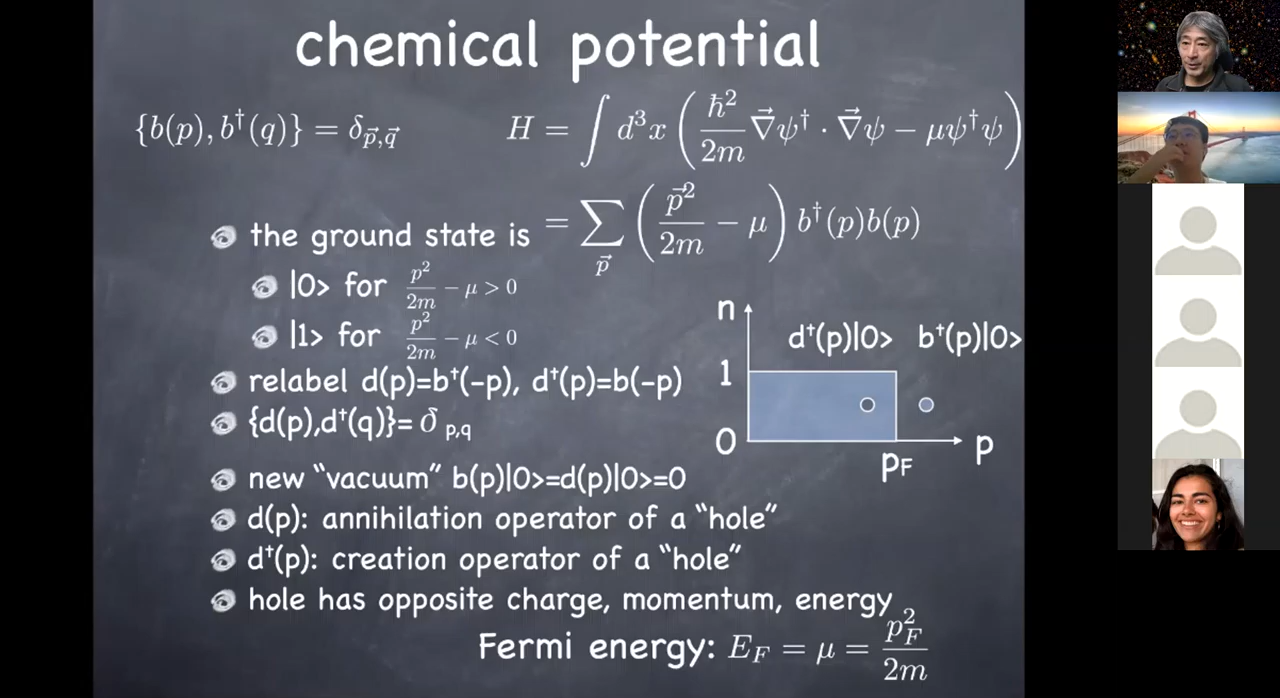 chemical potential
{b(p), b†(q)} = δ_{p⃗,q⃗}
H = ∫ d³x ( ℏ²/2m ∇⃗ψ† · ∇⃗ψ − μψ†ψ )
= Σ_{p⃗} ( p⃗²/2m − μ ) b†(p)b(p)
the ground state is
|0> for p²/2m − μ > 0
|1> for p²/2m − μ < 0
relabel d(p)=b†(-p), d†(p)=b(-p)
{d(p),d†(q)}= δ p,q
new “vacuum” b(p)|0>=d(p)|0>=0
d(p): annihilation operator of a “hole”
d†(p): creation operator of a “hole”
hole has opposite charge, momentum, energy
Fermi energy: E_F = μ = p_F²/2m
n
d†(p)|0> b†(p)|0>
1
0
p
pF